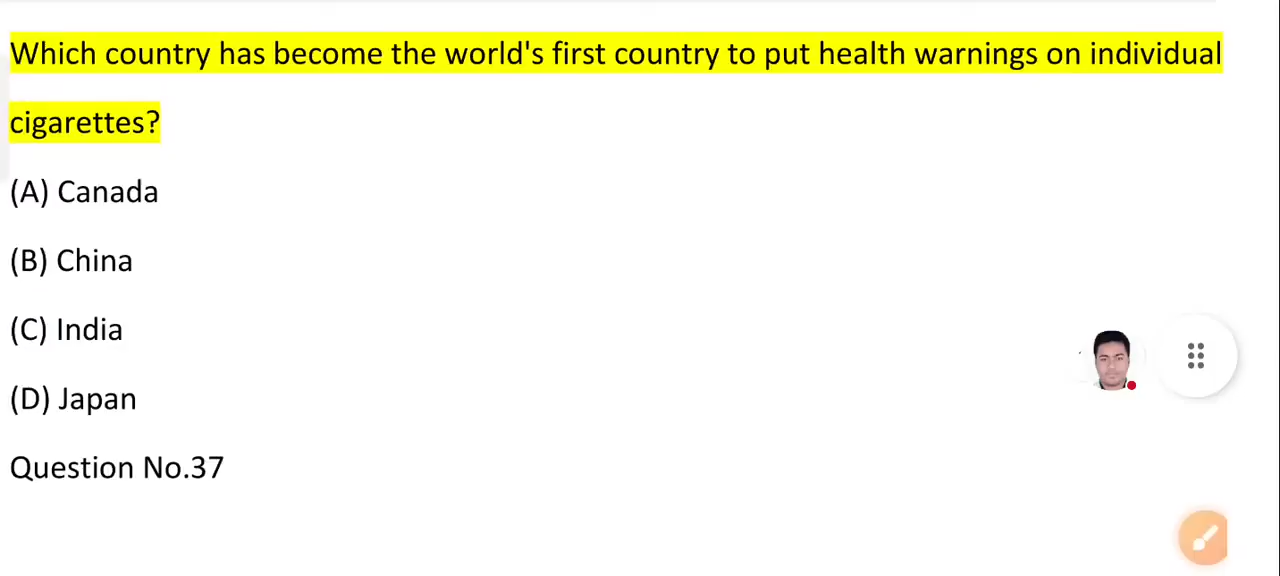 Which country has become the world's first country to put health warnings on individual
cigarettes?
(A) Canada
(B) China
(C) India
(D) Japan
Question No.37